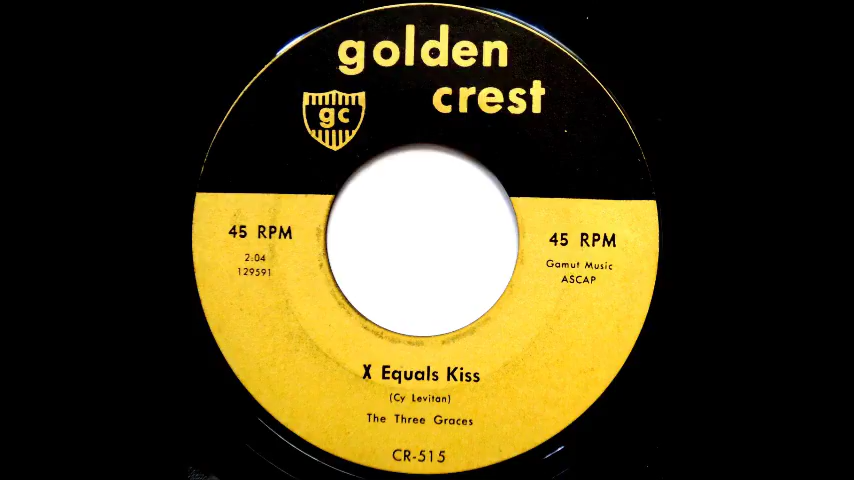 golden
crest
gc
45 RPM
2:04
129591
45 RPM
Gamut Music
ASCAP
X Equals Kiss
(Cy Levitan)
The Three Graces
CR-515